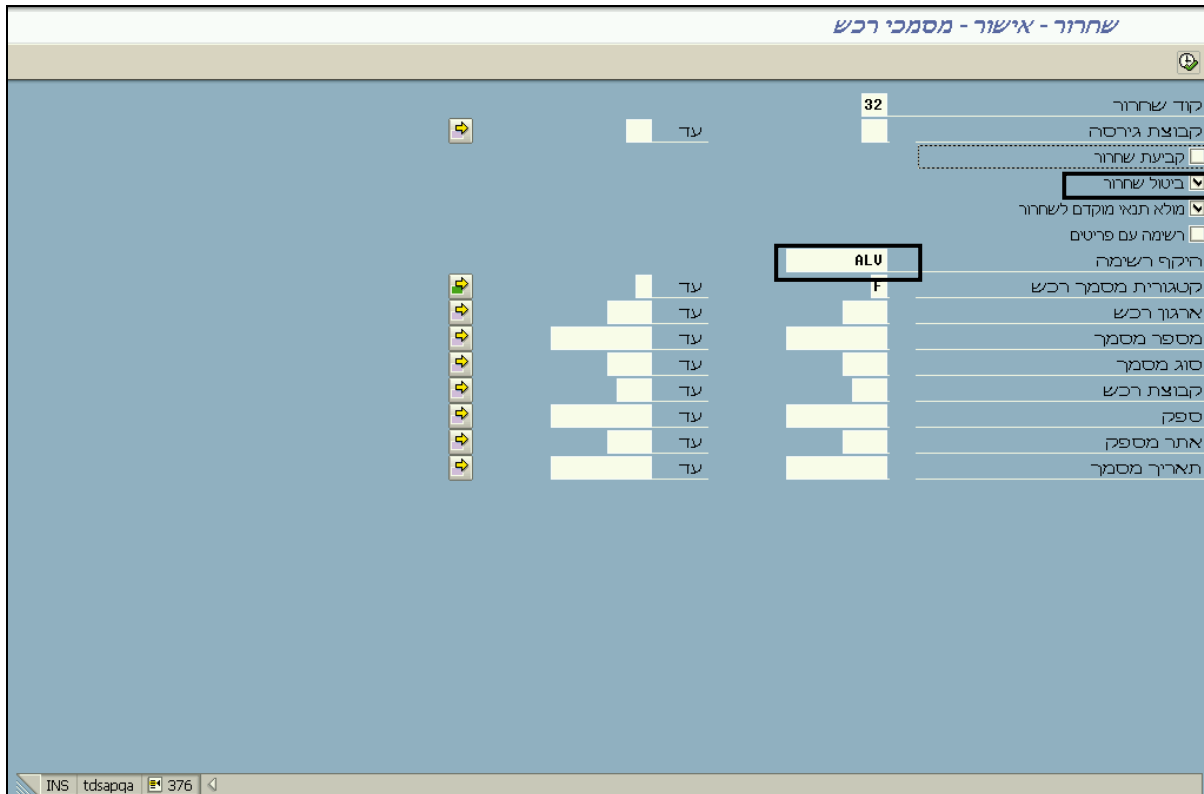 שחרור - אישור - מסמכי רכש
קוד שחרור 32
קבוצת גירסה עד
קביעת שחרור
ביטול שחרור
מולא תנאי מוקדם לשחרור
רשימה עם פריטים
היקף רשימה ALV
קטגורית מסמך רכש F עד
ארגון רכש עד
מספר מסמך עד
סוג מסמך עד
קבוצת רכש עד
ספק עד
אתר מספק עד
תאריך מסמך עד
INS tdsapqa 376